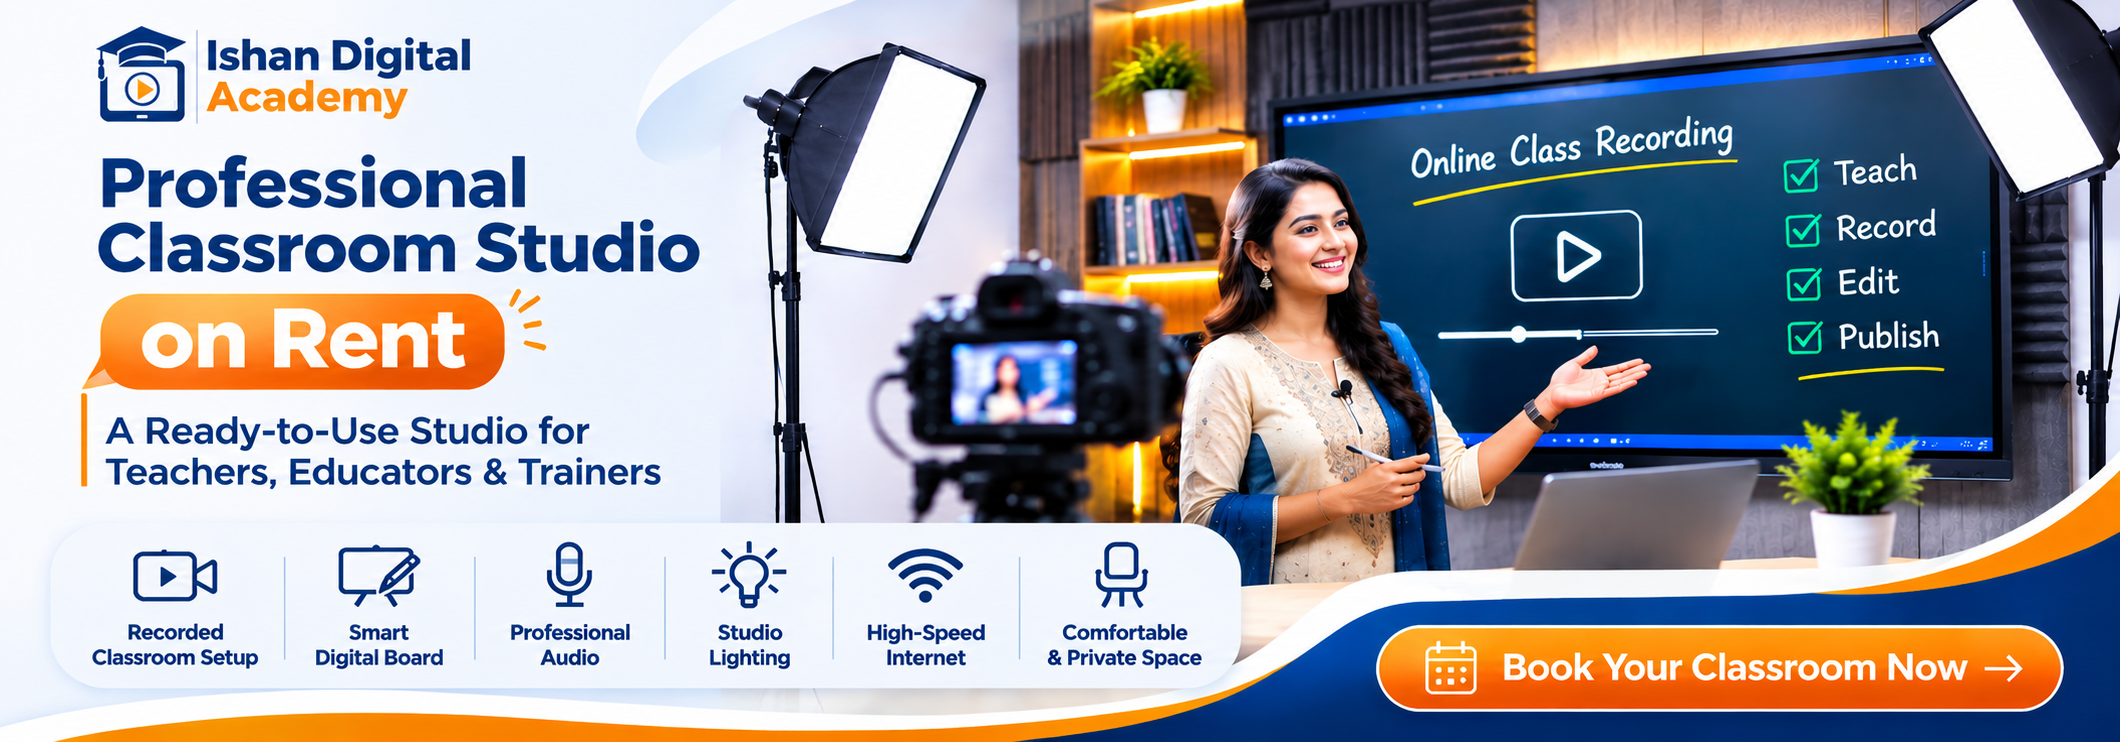 Ishan Digital
Academy
Professional
Classroom Studio
on Rent
A Ready-to-Use Studio for
Teachers, Educators & Trainers
Online Class Recording
Teach
Record
Edit
Publish
Recorded
Classroom Setup
Smart
Digital Board
Professional
Audio
Studio
Lighting
High-Speed
Internet
Comfortable
& Private Space
Book Your Classroom Now